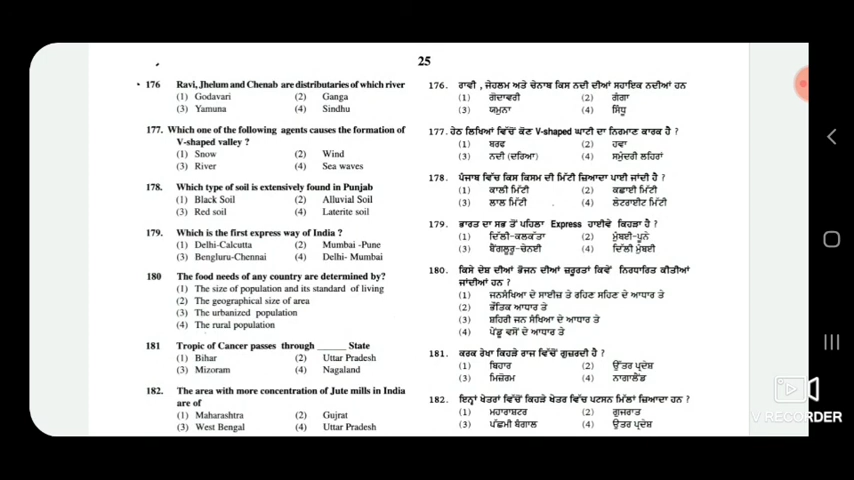 25
176 Ravi, Jhelum and Chenab are distributaries of which river
(1) Godavari (2) Ganga
(3) Yamuna (4) Sindhu
177. Which one of the following agents causes the formation of
V-shaped valley ?
(1) Snow (2) Wind
(3) River (4) Sea waves
178. Which type of soil is extensively found in Punjab
(1) Black Soil (2) Alluvial Soil
(3) Red soil (4) Laterite soil
179. Which is the first express way of India ?
(1) Delhi-Calcutta (2) Mumbai -Pune
(3) Bengluru-Chennai (4) Delhi- Mumbai
180 The food needs of any country are determined by?
(1) The size of population and its standard of living
(2) The geographical size of area
(3) The urbanized population
(4) The rural population
181 Tropic of Cancer passes through ______ State
(1) Bihar (2) Uttar Pradesh
(3) Mizoram (4) Nagaland
182. The area with more concentration of Jute mills in India
are of
(1) Maharashtra (2) Gujrat
(3) West Bengal (4) Uttar Pradesh
176. ਰਾਵੀ , ਜੇਹਲਮ ਅਤੇ ਚੇਨਾਬ ਕਿਸ ਨਦੀ ਦੀਆਂ ਸਹਾਇਕ ਨਦੀਆਂ ਹਨ
(1) ਗੋਦਾਵਰੀ (2) ਗੰਗਾ
(3) ਯਮੁਨਾ (4) ਸਿੰਧੂ
177. ਹੇਠ ਲਿਖਿਆਂ ਵਿੱਚੋਂ ਕੋਣ V-shaped ਘਾਟੀ ਦਾ ਨਿਰਮਾਣ ਕਾਰਕ ਹੈ ?
(1) ਬਰਫ (2) ਹਵਾ
(3) ਨਦੀ (ਦਰਿਆ) (4) ਸਮੁੰਦਰੀ ਲਹਿਰਾਂ
178. ਪੰਜਾਬ ਵਿੱਚ ਕਿਸ ਕਿਸਮ ਦੀ ਮਿੱਟੀ ਜ਼ਿਆਦਾ ਪਾਈ ਜਾਂਦੀ ਹੈ ?
(1) ਕਾਲੀ ਮਿੱਟੀ (2) ਕਛਾਈ ਮਿੱਟੀ
(3) ਲਾਲ ਮਿੱਟੀ (4) ਲੇਟਰਾਈਟ ਮਿੱਟੀ
179. ਭਾਰਤ ਦਾ ਸਭ ਤੋਂ ਪਹਿਲਾ Express ਹਾਈਵੇ ਕਿਹੜਾ ਹੈ ?
(1) ਦਿੱਲੀ-ਕਲਕੱਤਾ (2) ਮੁੰਬਈ-ਪੂਨੇ
(3) ਬੈਂਗਲੂਰੂ-ਚੇਨਈ (4) ਦਿੱਲੀ ਮੁੰਬਈ
180. ਕਿਸੇ ਦੇਸ਼ ਦੀਆਂ ਭੋਜਨ ਦੀਆਂ ਜ਼ਰੂਰਤਾਂ ਕਿਵੇਂ ਨਿਰਧਾਰਿਤ ਕੀਤੀਆਂ
ਜਾਂਦੀਆਂ ਹਨ ?
(1) ਜਨਸੰਖਿਆ ਦੇ ਸਾਈਜ਼ ਤੇ ਰਹਿਣ ਸਹਿਣ ਦੇ ਆਧਾਰ ਤੇ
(2) ਭੌਤਿਕ ਆਧਾਰ ਤੇ
(3) ਸ਼ਹਿਰੀ ਜਨ ਸੰਖਿਆ ਦੇ ਆਧਾਰ ਤੇ
(4) ਪੇਂਡੂ ਵਸੋਂ ਦੇ ਆਧਾਰ ਤੇ
181. ਕਰਕ ਰੇਖਾ ਕਿਹੜੇ ਰਾਜ ਵਿੱਚੋਂ ਗੁਜ਼ਰਦੀ ਹੈ ?
(1) ਬਿਹਾਰ (2) ਉੱਤਰ ਪ੍ਰਦੇਸ਼
(3) ਮਿਜ਼ੋਰਮ (4) ਨਾਗਾਲੈਂਡ
182. ਇਨ੍ਹਾਂ ਖੇਤਰਾਂ ਵਿੱਚੋਂ ਕਿਹੜੇ ਖੇਤਰ ਵਿੱਚ ਪਟਸਨ ਮਿੱਲਾਂ ਜ਼ਿਆਦਾ ਹਨ ?
(1) ਮਹਾਰਾਸ਼ਟਰ (2) ਗੁਜਰਾਤ
(3) ਪੱਛਮੀ ਬੰਗਾਲ (4) ਉਤਰ ਪ੍ਰਦੇਸ਼
V RECORDER